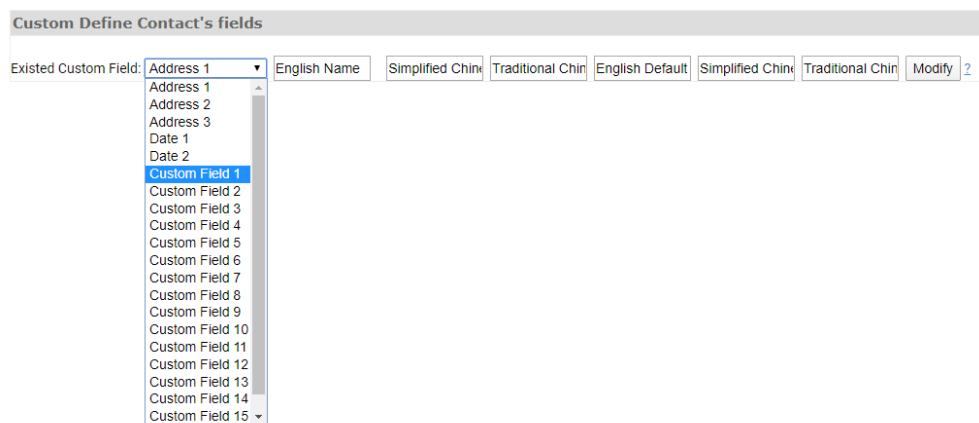 Custom Define Contact's fields
Existed Custom Field: Address 1 English Name Simplified Chine Traditional Chin English Default Simplified Chine Traditional Chin Modify ?
Address 1
Address 2
Address 3
Date 1
Date 2
Custom Field 1
Custom Field 2
Custom Field 3
Custom Field 4
Custom Field 5
Custom Field 6
Custom Field 7
Custom Field 8
Custom Field 9
Custom Field 10
Custom Field 11
Custom Field 12
Custom Field 13
Custom Field 14
Custom Field 15